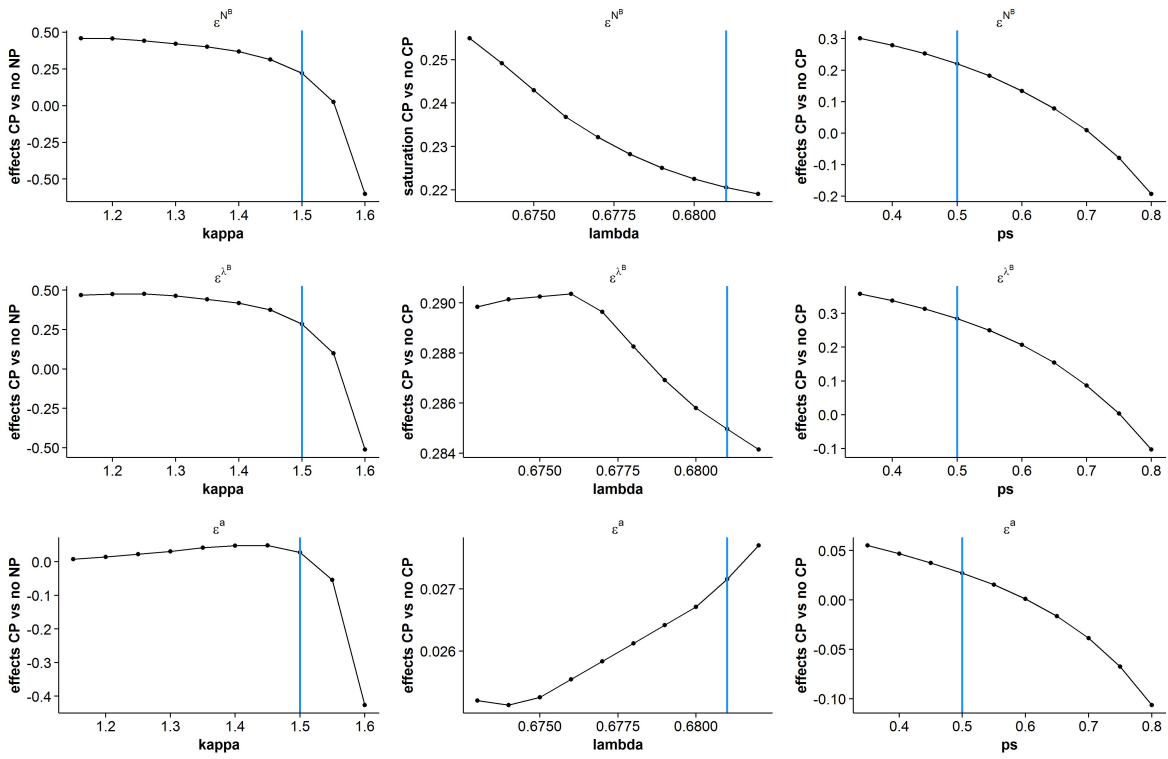 ε^{N^B}
effects CP vs no NP
0.50
0.25
0.00
-0.25
-0.50
1.2 1.3 1.4 1.5 1.6
kappa
ε^{N^B}
saturation CP vs no CP
0.25
0.24
0.23
0.22
0.6750 0.6775 0.6800
lambda
ε^{N^B}
effects CP vs no CP
0.3
0.2
0.1
0.0
-0.1
-0.2
0.4 0.5 0.6 0.7 0.8
ps
ε^{λ^B}
effects CP vs no NP
0.50
0.25
0.00
-0.25
-0.50
1.2 1.3 1.4 1.5 1.6
kappa
ε^{λ^B}
effects CP vs no CP
0.290
0.288
0.286
0.284
0.6750 0.6775 0.6800
lambda
ε^{λ^B}
effects CP vs no CP
0.3
0.2
0.1
0.0
-0.1
0.4 0.5 0.6 0.7 0.8
ps
ε^a
effects CP vs no NP
0.0
-0.1
-0.2
-0.3
-0.4
1.2 1.3 1.4 1.5 1.6
kappa
ε^a
effects CP vs no CP
0.027
0.026
0.6750 0.6775 0.6800
lambda
ε^a
effects CP vs no CP
0.05
0.00
-0.05
-0.10
0.4 0.5 0.6 0.7 0.8
ps